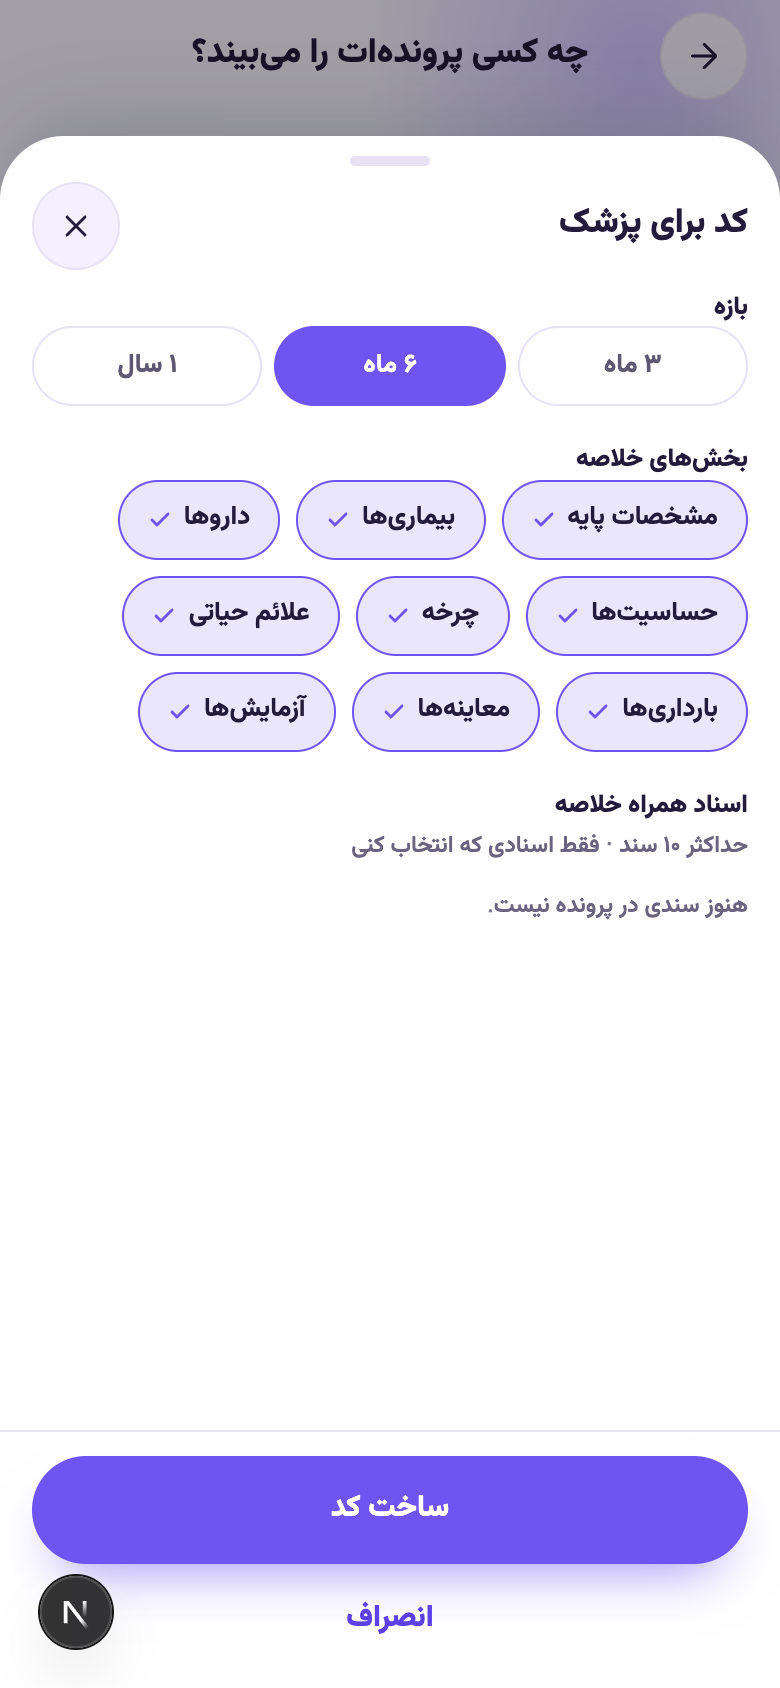 چه کسی پرونده‌ات را می‌بیند؟
کد برای پزشک
بازه
۳ ماه
۶ ماه
۱ سال
بخش‌های خلاصه
مشخصات پایه
بیماری‌ها
داروها
حساسیت‌ها
چرخه
علائم حیاتی
بارداری‌ها
معاینه‌ها
آزمایش‌ها
اسناد همراه خلاصه
حداکثر ۱۰ سند · فقط اسنادی که انتخاب کنی
هنوز سندی در پرونده نیست.
ساخت کد
انصراف
N